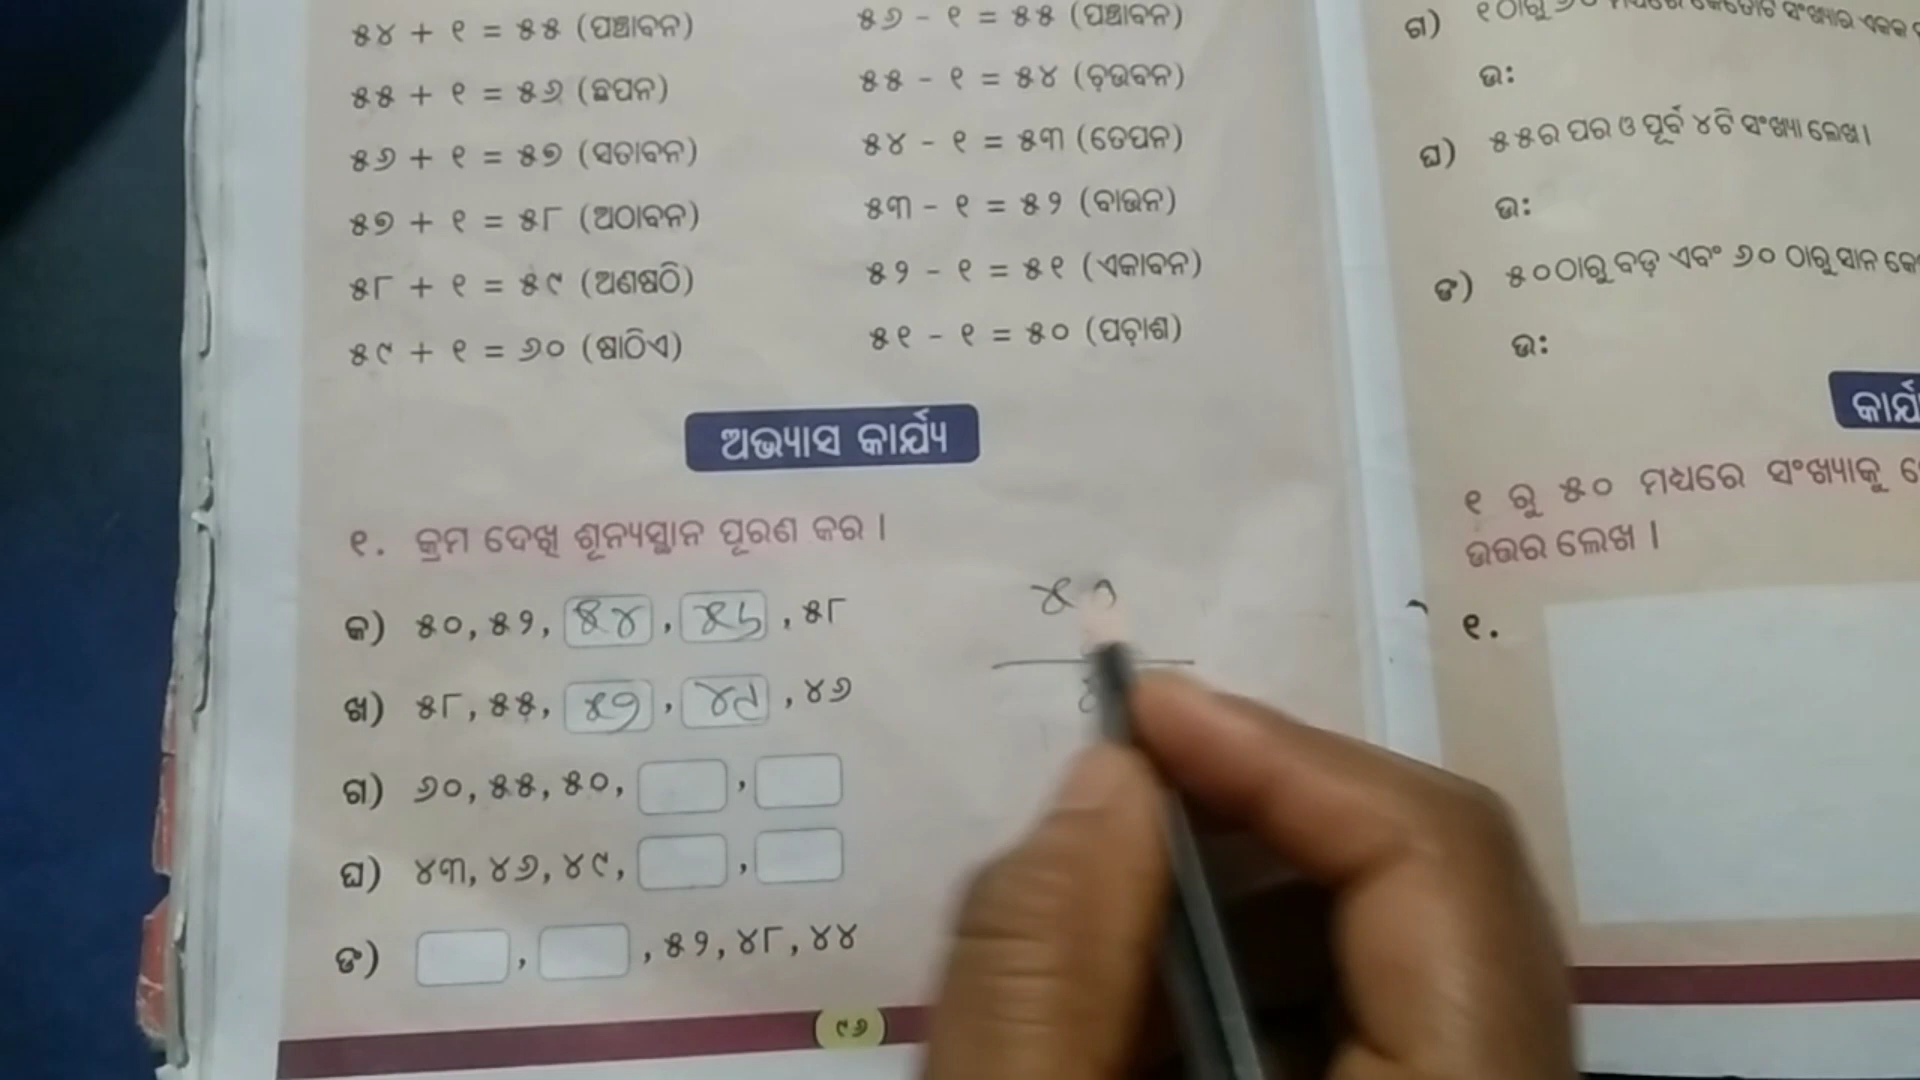 ୫୪ + ୧ = ୫୫ (ପଞ୍ଚାବନ)
୫୫ + ୧ = ୫୬ (ଛପନ)
୫୬ + ୧ = ୫୭ (ସତାବନ)
୫୭ + ୧ = ୫୮ (ଅଠାବନ)
୫୮ + ୧ = ୫୯ (ଅଣଷଠି)
୫୯ + ୧ = ୬୦ (ଷାଠିଏ)
୫୬ - ୧ = ୫୫ (ପଞ୍ଚାବନ)
୫୫ - ୧ = ୫୪ (ଚଉବନ)
୫୪ - ୧ = ୫୩ (ତେପନ)
୫୩ - ୧ = ୫୨ (ବାଉନ)
୫୨ - ୧ = ୫୧ (ଏକାବନ)
୫୧ - ୧ = ୫୦ (ପଚାଶ)
ଅଭ୍ୟାସ କାର୍ଯ୍ୟ
୧. କ୍ରମ ଦେଖି ଶୂନ୍ୟସ୍ଥାନ ପୂରଣ କର ।
କ) ୫୦, ୫୨, ୫୪, ୫୬, ୫୮
ଖ) ୫୮, ୫୫, ୫୨, ୪୯, ୪୬
ଗ) ୬୦, ୫୫, ୫୦,
ଘ) ୪୩, ୪୬, ୪୯,
ଙ) , , ୫୨, ୪୮, ୪୪
୯୬
ଗ) ୧ଠାରୁ ସଂଖ୍ୟାର ଏକକ
ଉଃ
ଘ) ୫୫ର ପର ଓ ପୂର୍ବ ୪ଟି ସଂଖ୍ୟା ଲେଖ ।
ଉଃ
ଙ) ୫୦ଠାରୁ ବଡ଼ ଏବଂ ୬୦ ଠାରୁ ସାନ
ଉଃ
୧ ରୁ ୫୦ ମଧ୍ୟରେ ସଂଖ୍ୟାକୁ
ଉତ୍ତର ଲେଖ ।
୧.